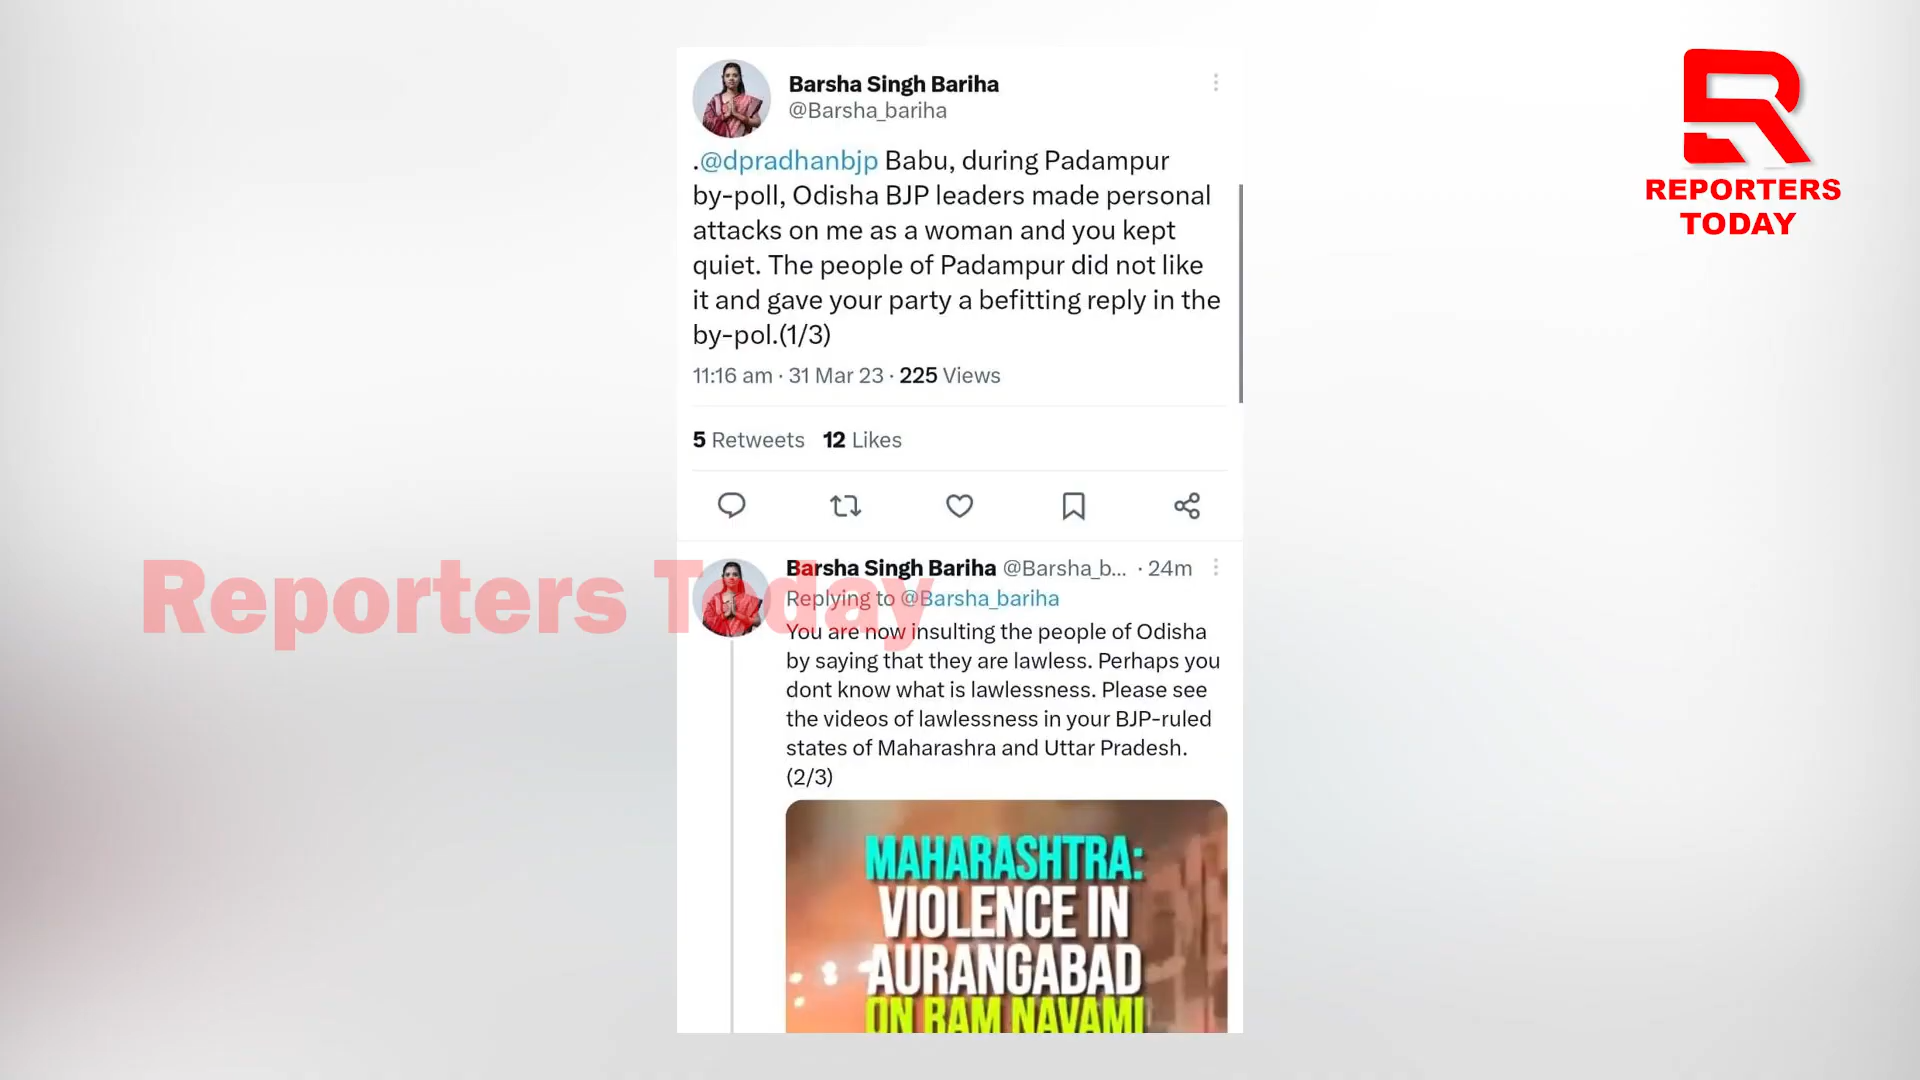 Barsha Singh Bariha
@Barsha_bariha
.@dpradhanbjp Babu, during Padampur
by-poll, Odisha BJP leaders made personal
attacks on me as a woman and you kept
quiet. The people of Padampur did not like
it and gave your party a befitting reply in the
by-pol.(1/3)
11:16 am · 31 Mar 23 · 225 Views
5 Retweets 12 Likes
Barsha Singh Bariha @Barsha_b... · 24m
Replying to @Barsha_bariha
You are now insulting the people of Odisha
by saying that they are lawless. Perhaps you
dont know what is lawlessness. Please see
the videos of lawlessness in your BJP-ruled
states of Maharashra and Uttar Pradesh.
(2/3)
MAHARASHTRA:
VIOLENCE IN
AURANGABAD
ON RAM NAVAMI
Reporters Today
REPORTERS
TODAY